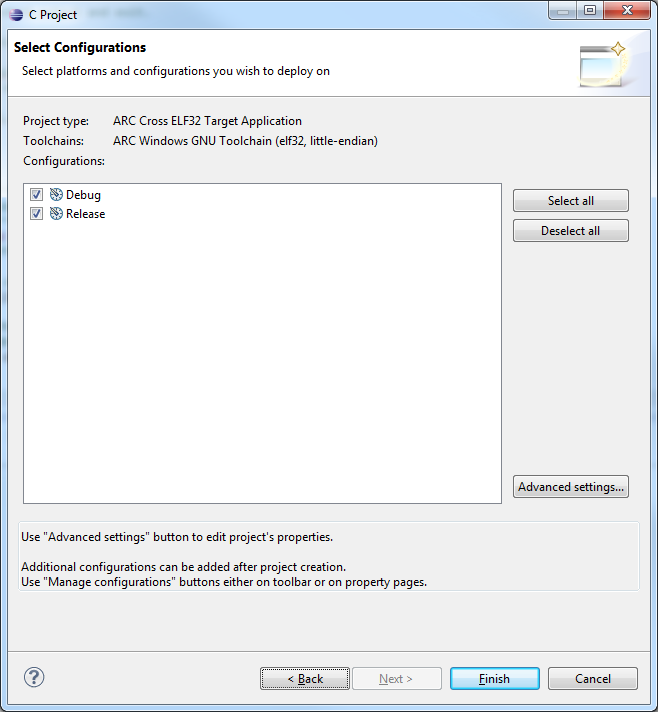 C Project
Select Configurations
Select platforms and configurations you wish to deploy on
Project type: ARC Cross ELF32 Target Application
Toolchains: ARC Windows GNU Toolchain (elf32, little-endian)
Configurations:
Debug
Release
Select all
Deselect all
Advanced settings...
Use "Advanced settings" button to edit project's properties.
Additional configurations can be added after project creation.
Use "Manage configurations" buttons either on toolbar or on property pages.
?
< Back
Next >
Finish
Cancel